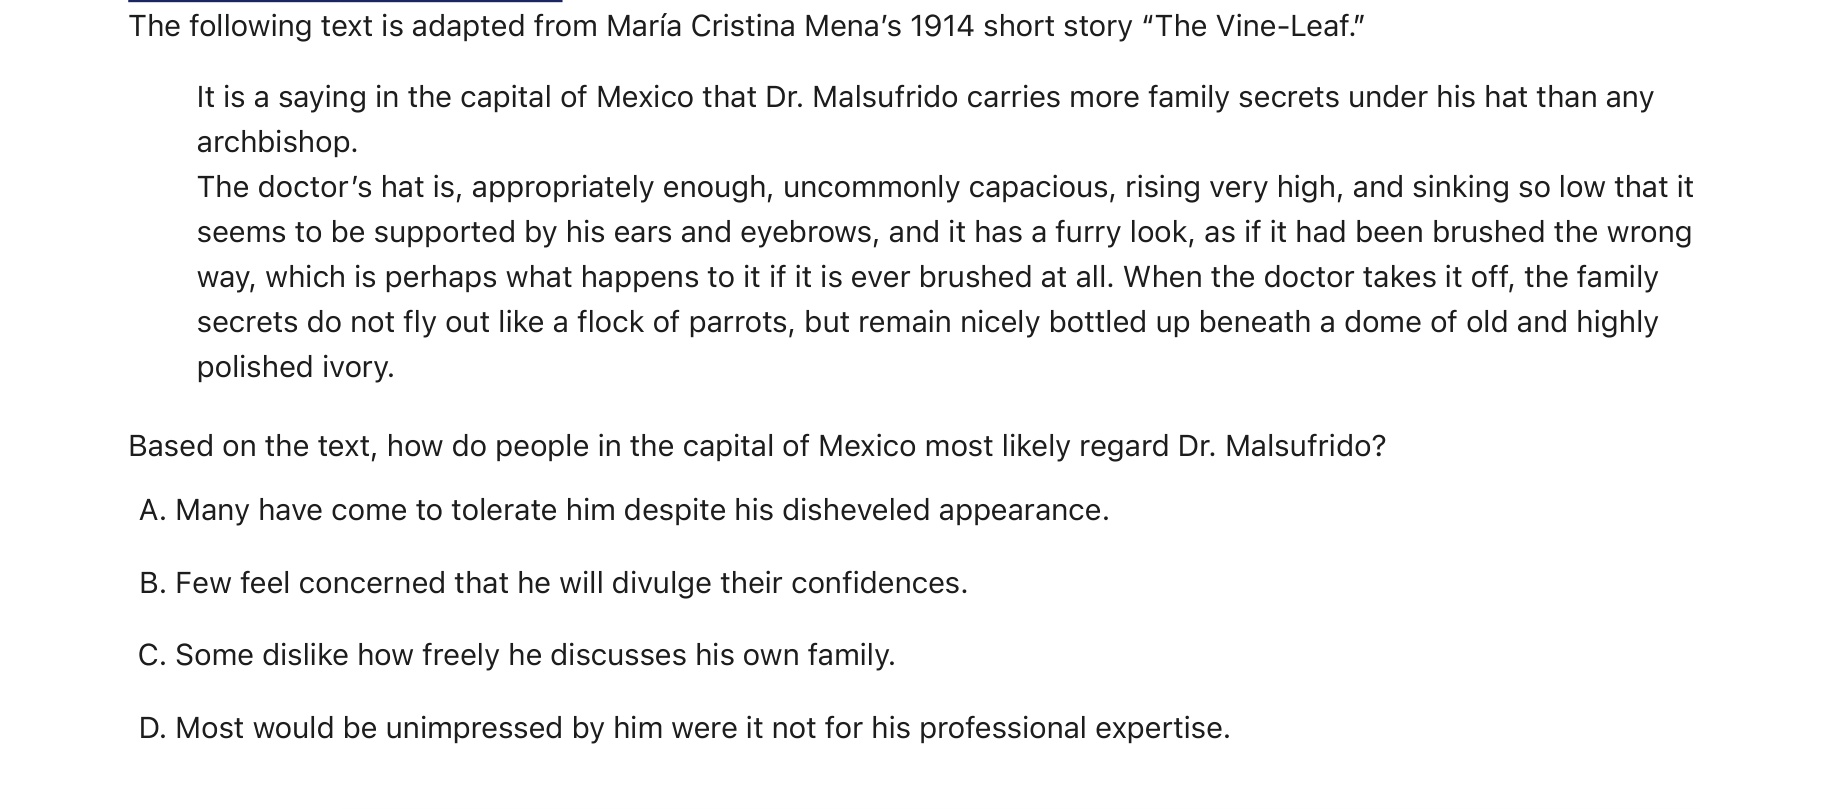 The following text is adapted from María Cristina Mena’s 1914 short story “The Vine-Leaf.”
It is a saying in the capital of Mexico that Dr. Malsufrido carries more family secrets under his hat than any
archbishop.
The doctor’s hat is, appropriately enough, uncommonly capacious, rising very high, and sinking so low that it
seems to be supported by his ears and eyebrows, and it has a furry look, as if it had been brushed the wrong
way, which is perhaps what happens to it if it is ever brushed at all. When the doctor takes it off, the family
secrets do not fly out like a flock of parrots, but remain nicely bottled up beneath a dome of old and highly
polished ivory.
Based on the text, how do people in the capital of Mexico most likely regard Dr. Malsufrido?
A. Many have come to tolerate him despite his disheveled appearance.
B. Few feel concerned that he will divulge their confidences.
C. Some dislike how freely he discusses his own family.
D. Most would be unimpressed by him were it not for his professional expertise.